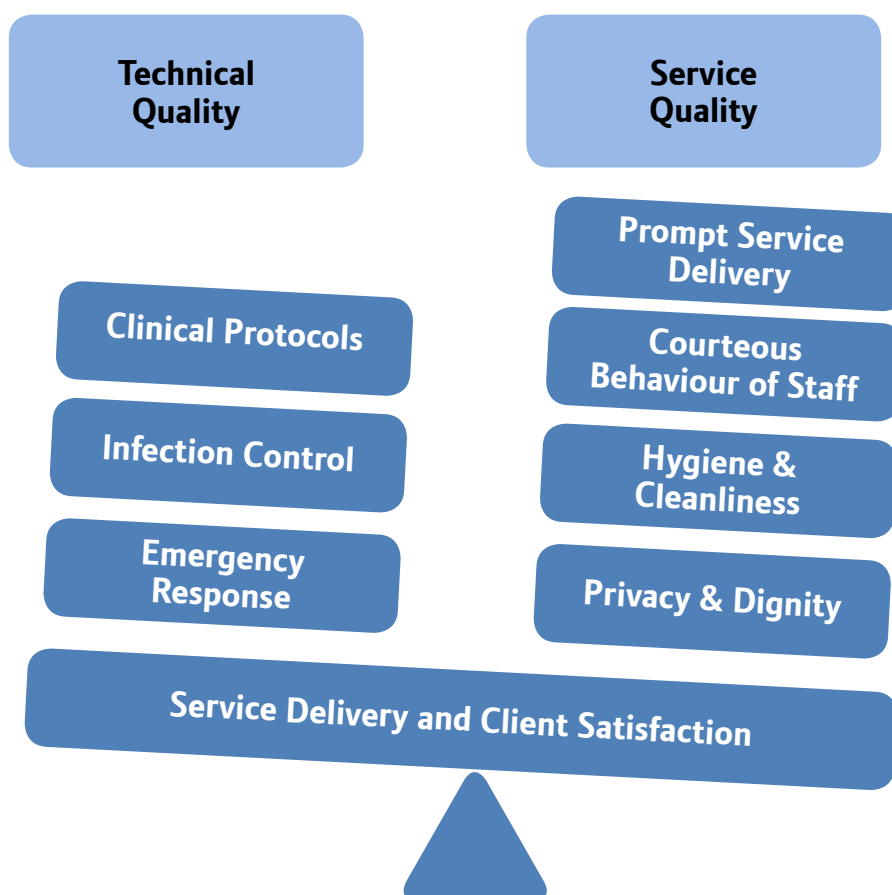 Technical
Quality
Service
Quality
Clinical Protocols
Infection Control
Emergency
Response
Prompt Service
Delivery
Courteous
Behaviour of Staff
Hygiene &
Cleanliness
Privacy & Dignity
Service Delivery and Client Satisfaction